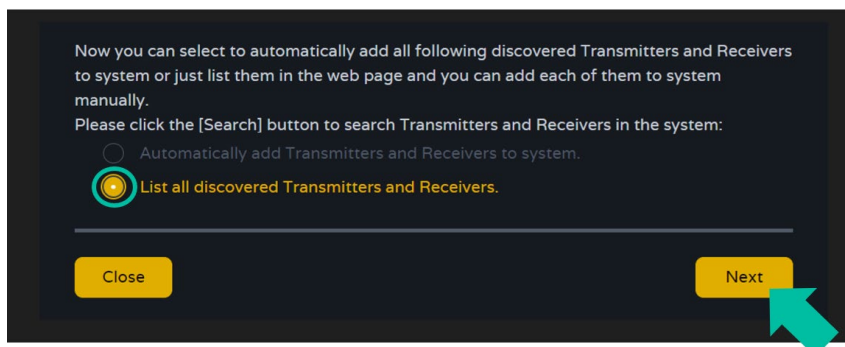 Now you can select to automatically add all following discovered Transmitters and Receivers
to system or just list them in the web page and you can add each of them to system
manually.
Please click the [Search] button to search Transmitters and Receivers in the system:
Automatically add Transmitters and Receivers to system.
List all discovered Transmitters and Receivers.
Close
Next